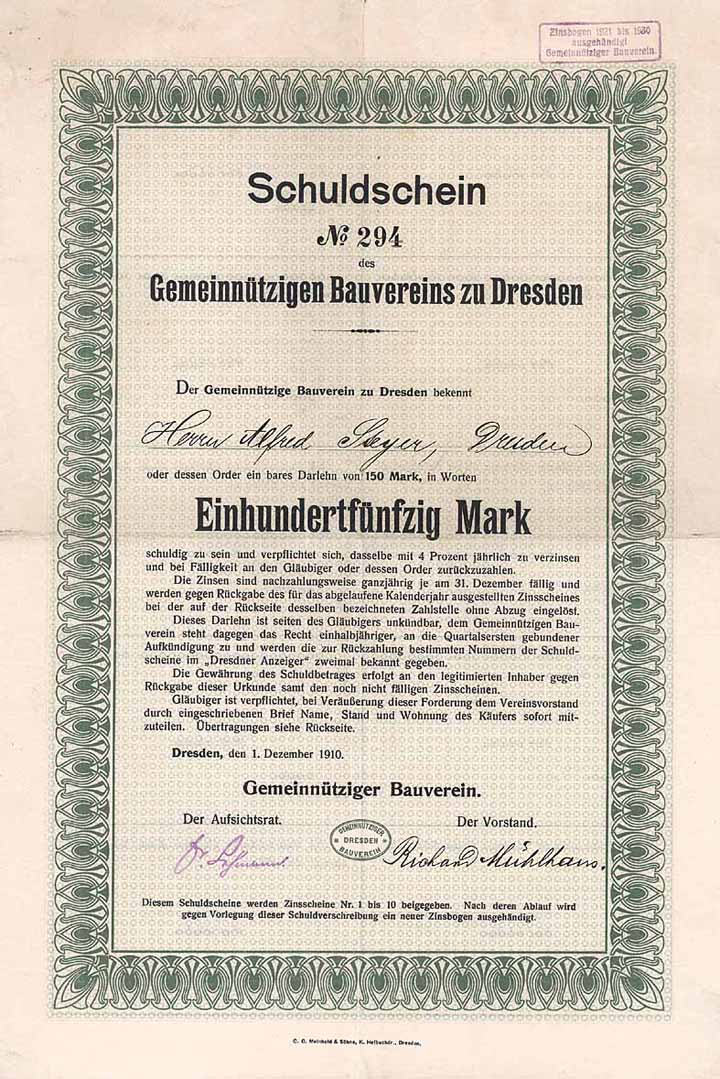 Zinsbogen 1921 bis 1930
ausgehändigt
Gemeinnütziger Bauverein.
Schuldschein
№ 294
des
Gemeinnützigen Bauvereins zu Dresden
Der Gemeinnützige Bauverein zu Dresden bekennt
Herrn Alfred Steyer, Dresden
oder dessen Order ein bares Darlehn von 150 Mark, in Worten
Einhundertfünfzig Mark
schuldig zu sein und verpflichtet sich, dasselbe mit 4 Prozent jährlich zu verzinsen
und bei Fälligkeit an den Gläubiger oder dessen Order zurückzuzahlen.
Die Zinsen sind nachzahlungsweise ganzjährig je am 31. Dezember fällig und
werden gegen Rückgabe des für das abgelaufene Kalenderjahr ausgestellten Zinsscheines
bei der auf der Rückseite desselben bezeichneten Zahlstelle ohne Abzug eingelöst.
Dieses Darlehn ist seiten des Gläubigers unkündbar, dem Gemeinnützigen Bau-
verein steht dagegen das Recht einhalbjähriger, an die Quartalsersten gebundener
Aufkündigung zu und werden die zur Rückzahlung bestimmten Nummern der Schuld-
scheine im „Dresdner Anzeiger“ zweimal bekannt gegeben.
Die Gewährung des Schuldbetrages erfolgt an den legitimierten Inhaber gegen
Rückgabe dieser Urkunde samt den noch nicht fälligen Zinsscheinen.
Gläubiger ist verpflichtet, bei Veräußerung dieser Forderung dem Vereinsvorstand
durch eingeschriebenen Brief Name, Stand und Wohnung des Käufers sofort mit-
zuteilen. Übertragungen siehe Rückseite.
Dresden, den 1. Dezember 1910.
Gemeinnütziger Bauverein.
Der Aufsichtsrat.
Der Vorstand.
GEMEINNÜTZIGER
DRESDEN
BAUVEREIN
Richard Mühlhaus.
Diesem Schuldscheine werden Zinsscheine Nr. 1 bis 10 beigegeben. Nach deren Ablauf wird
gegen Vorlegung dieser Schuldverschreibung ein neuer Zinsbogen ausgehändigt.
C. C. Meinhold & Söhne, K. Hofbuchdr., Dresden.